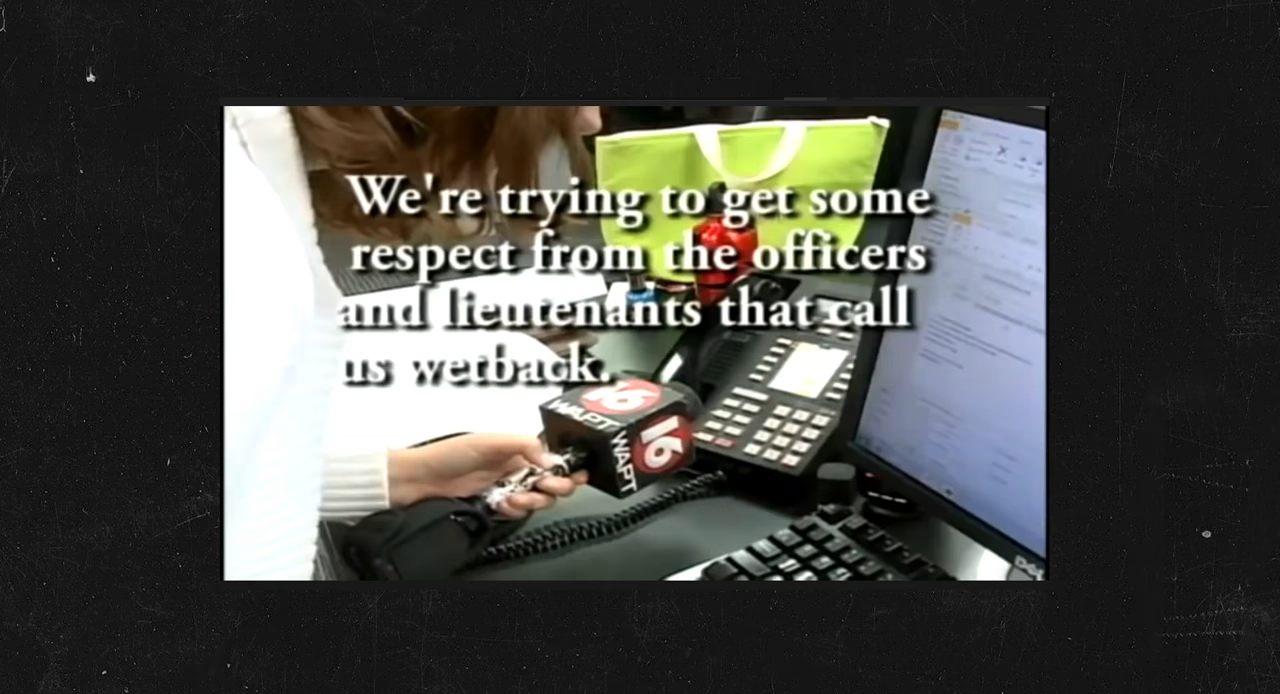 We're trying to get some
respect from the officers
and lieutenants that call
us wetback.
16
WAPT
16
WAPT
DELL